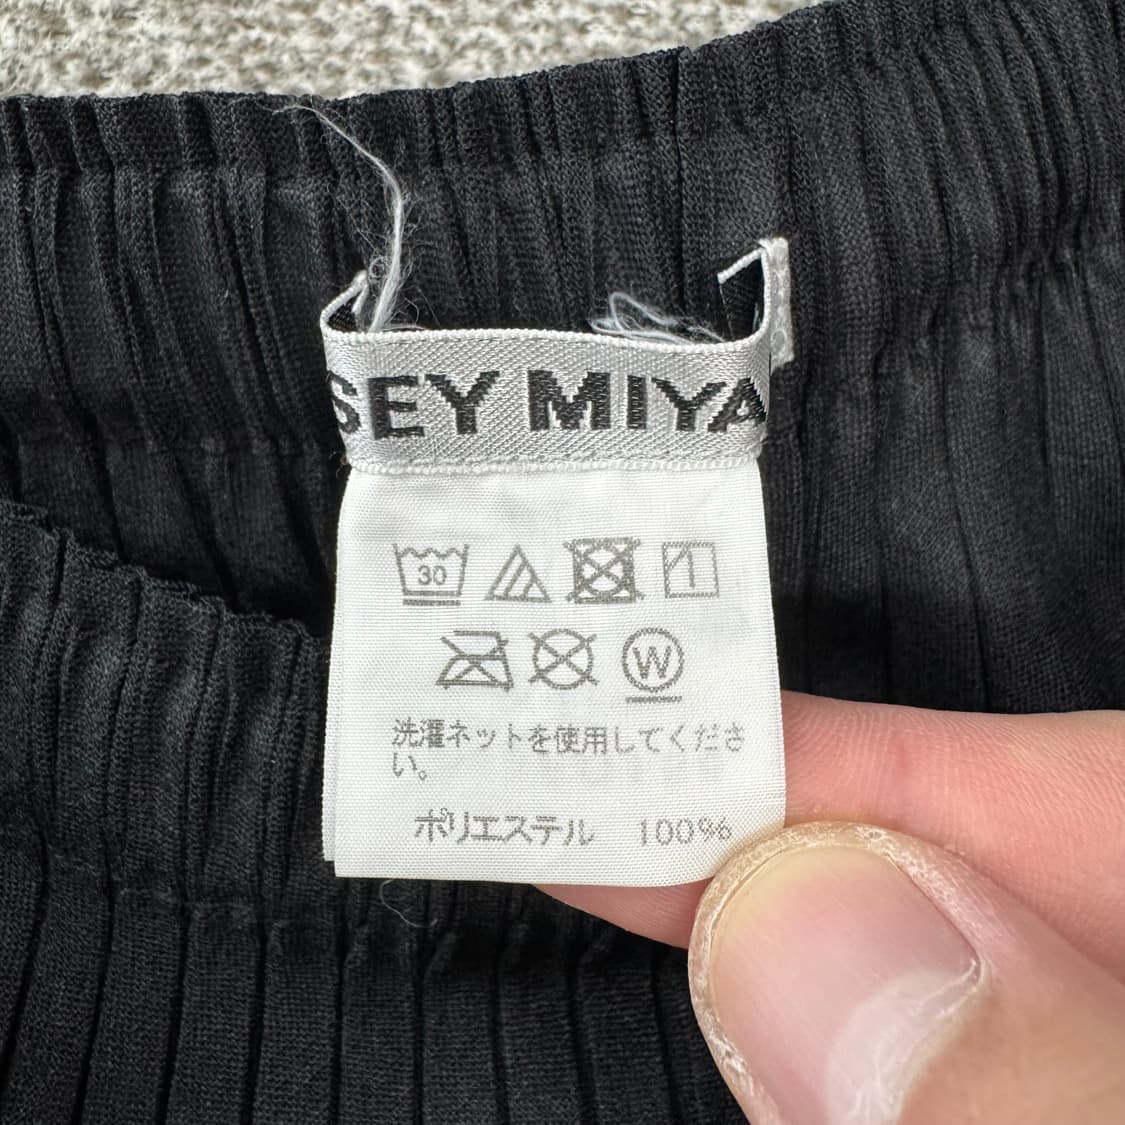 SEY MIYA
30
W
洗濯ネットを使用してくださ
い。
ポリエステル 100%